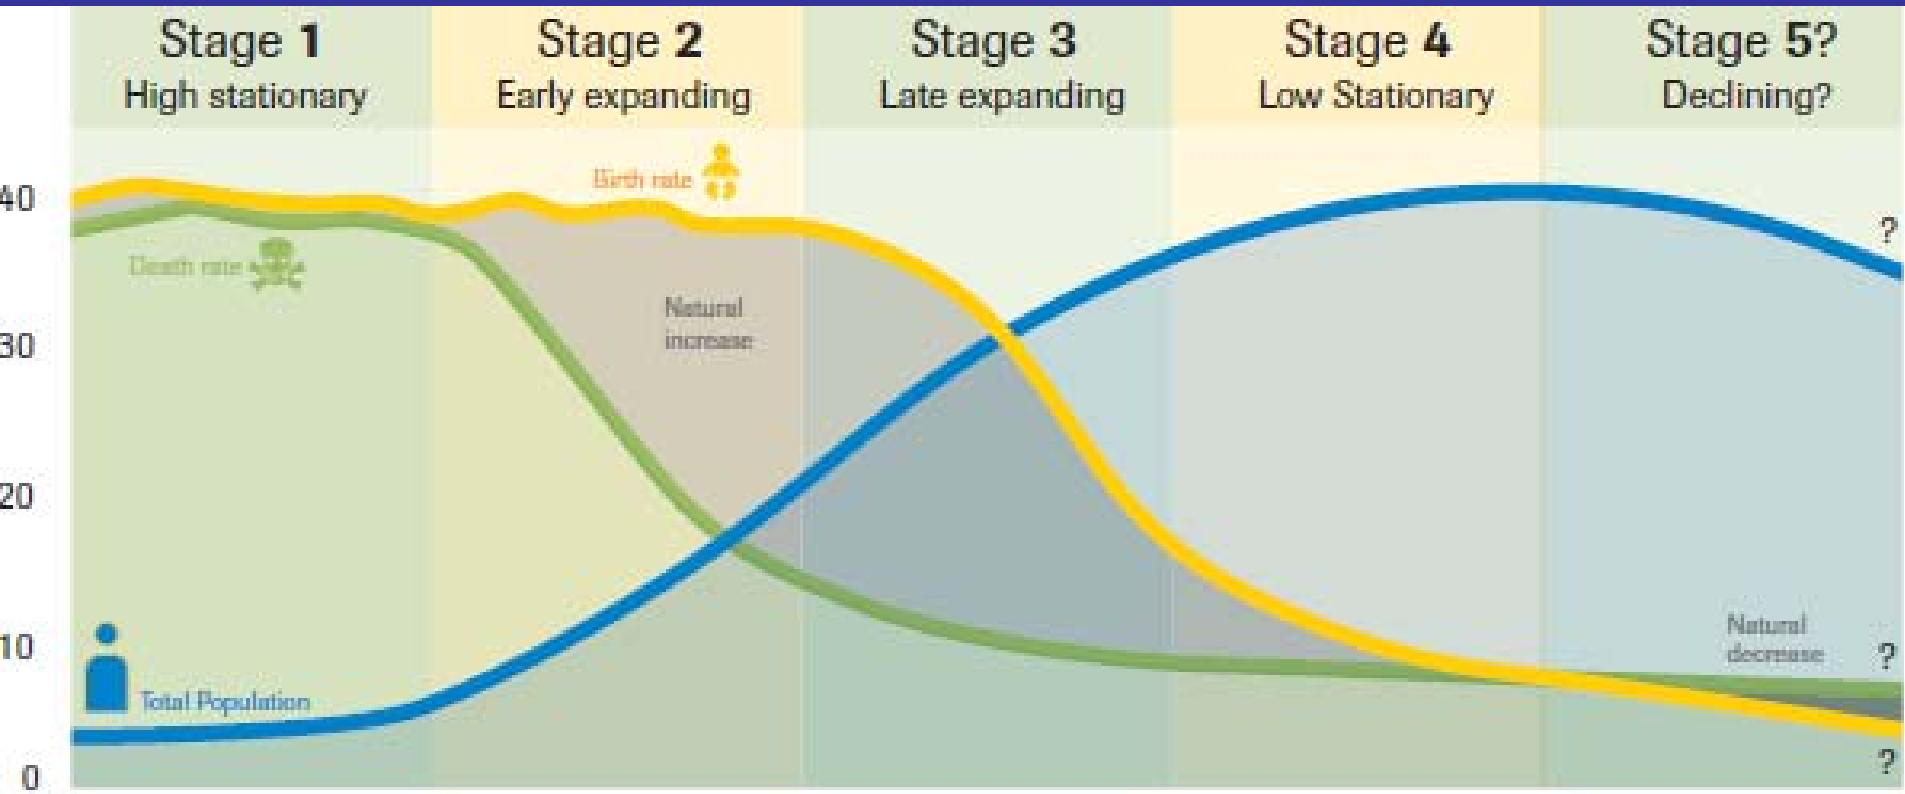 Stage 1
High stationary
Stage 2
Early expanding
Stage 3
Late expanding
Stage 4
Low Stationary
Stage 5?
Declining?
40
30
20
10
0
Birth rate
Death rate
Natural
increase
Total Population
Natural
decrease
?
?
?